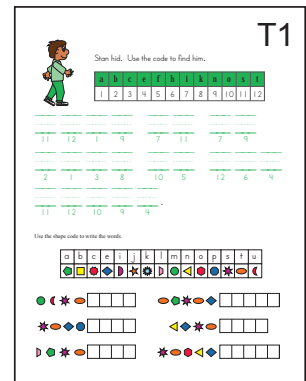 T1
Stan hid. Use the code to find him.
a b c e f h i k n o s t
1 2 3 4 5 6 7 8 9 10 11 12
11 12 1 9 7 11 7 9
2 1 3 8 10 5 12 6 4
11 12 10 9 4 .
Use the shape code to write the words.
a b c e i j k l m n o p s t u